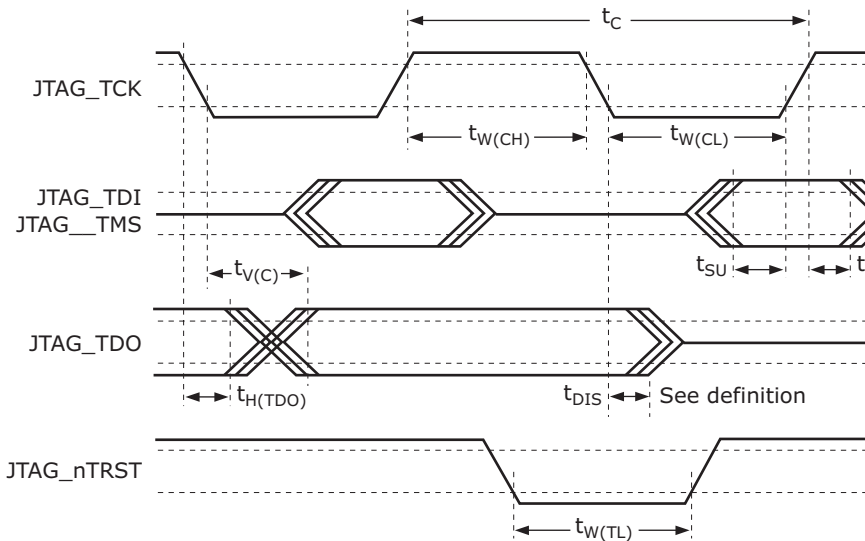 t_C
JTAG_TCK
t_W(CH)
t_W(CL)
JTAG_TDI
JTAG__TMS
t_V(C)
t_SU
t
JTAG_TDO
t_H(TDO)
t_DIS
See definition
JTAG_nTRST
t_W(TL)